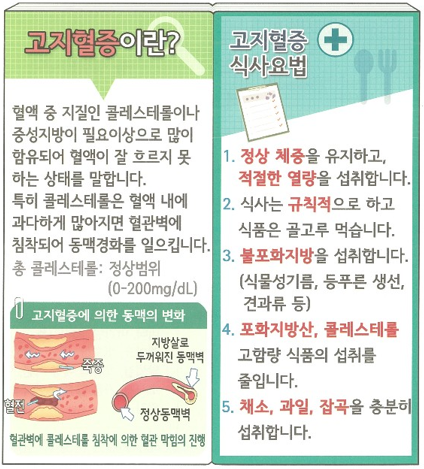 고지혈증이란?
혈액 중 지질인 콜레스테롤이나
중성지방이 필요이상으로 많이
함유되어 혈액이 잘 흐르지 못
하는 상태를 말합니다.
특히 콜레스테롤은 혈액 내에
과다하게 많아지면 혈관벽에
침착되어 동맥경화를 일으킵니다.
총 콜레스테롤: 정상범위
(0-200mg/dL)
고지혈증에 의한 동맥의 변화
죽종
혈전
지방살로
두꺼워진 동맥벽
정상동맥벽
혈관벽에 콜레스테롤 침착에 의한 혈관 막힘의 진행
고지혈증
식사요법
1. 정상 체중을 유지하고,
적절한 열량을 섭취합니다.
2. 식사는 규칙적으로 하고
식품은 골고루 먹습니다.
3. 불포화지방을 섭취합니다.
(식물성기름, 등푸른 생선,
견과류 등)
4. 포화지방산, 콜레스테롤
고함량 식품의 섭취를
줄입니다.
5. 채소, 과일, 잡곡을 충분히
섭취합니다.